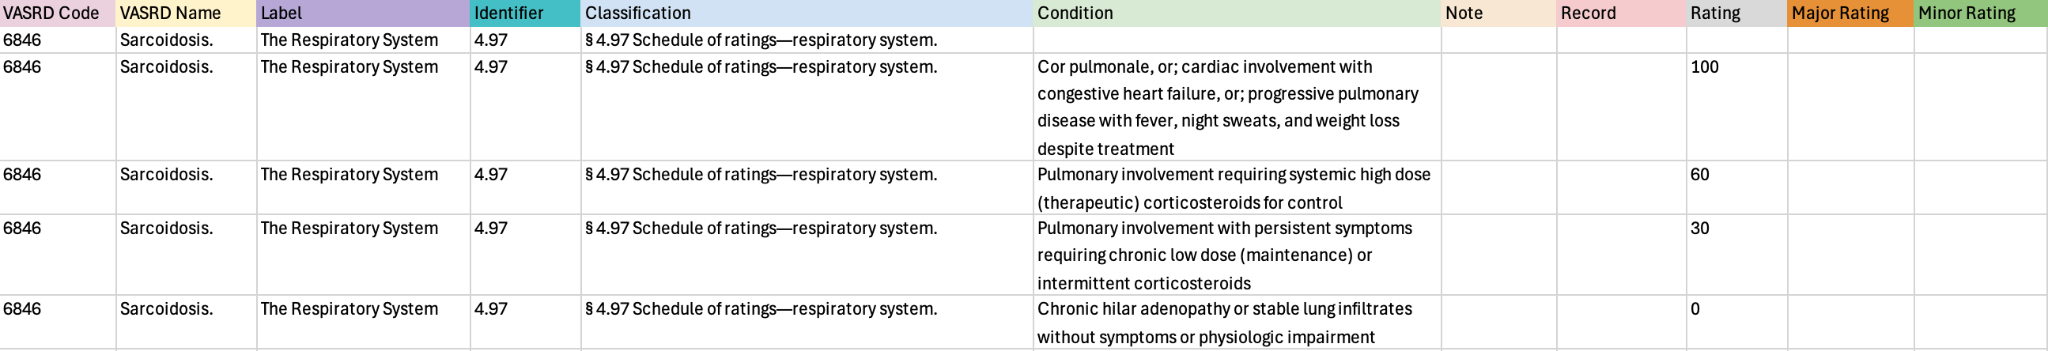 VASRD Code VASRD Name Label Identifier Classification Condition Note Record Rating Major Rating Minor Rating
6846 Sarcoidosis. The Respiratory System 4.97 § 4.97 Schedule of ratings—respiratory system.
6846 Sarcoidosis. The Respiratory System 4.97 § 4.97 Schedule of ratings—respiratory system. Cor pulmonale, or; cardiac involvement with 100
congestive heart failure, or; progressive pulmonary
disease with fever, night sweats, and weight loss
despite treatment
6846 Sarcoidosis. The Respiratory System 4.97 § 4.97 Schedule of ratings—respiratory system. Pulmonary involvement requiring systemic high dose 60
(therapeutic) corticosteroids for control
6846 Sarcoidosis. The Respiratory System 4.97 § 4.97 Schedule of ratings—respiratory system. Pulmonary involvement with persistent symptoms 30
requiring chronic low dose (maintenance) or
intermittent corticosteroids
6846 Sarcoidosis. The Respiratory System 4.97 § 4.97 Schedule of ratings—respiratory system. Chronic hilar adenopathy or stable lung infiltrates 0
without symptoms or physiologic impairment